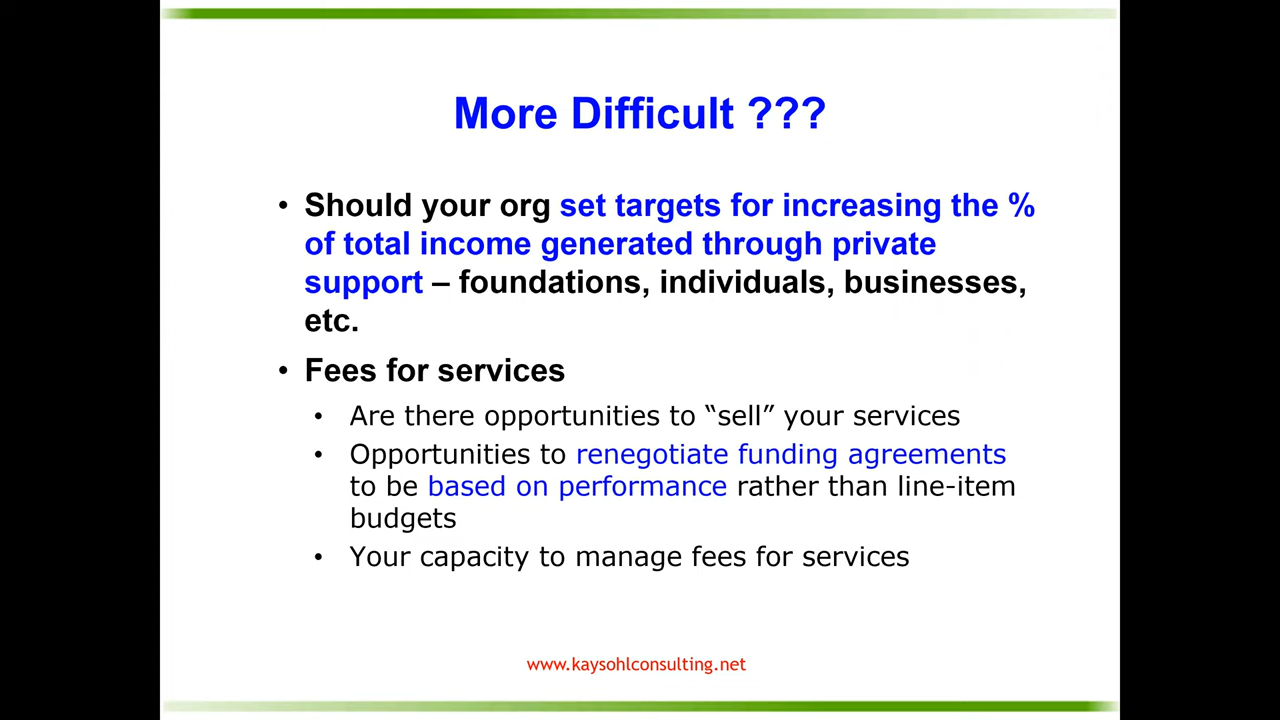 More Difficult ???
• Should your org set targets for increasing the %
of total income generated through private
support – foundations, individuals, businesses,
etc.
• Fees for services
• Are there opportunities to “sell” your services
• Opportunities to renegotiate funding agreements
to be based on performance rather than line-item
budgets
• Your capacity to manage fees for services
www.kaysohlconsulting.net